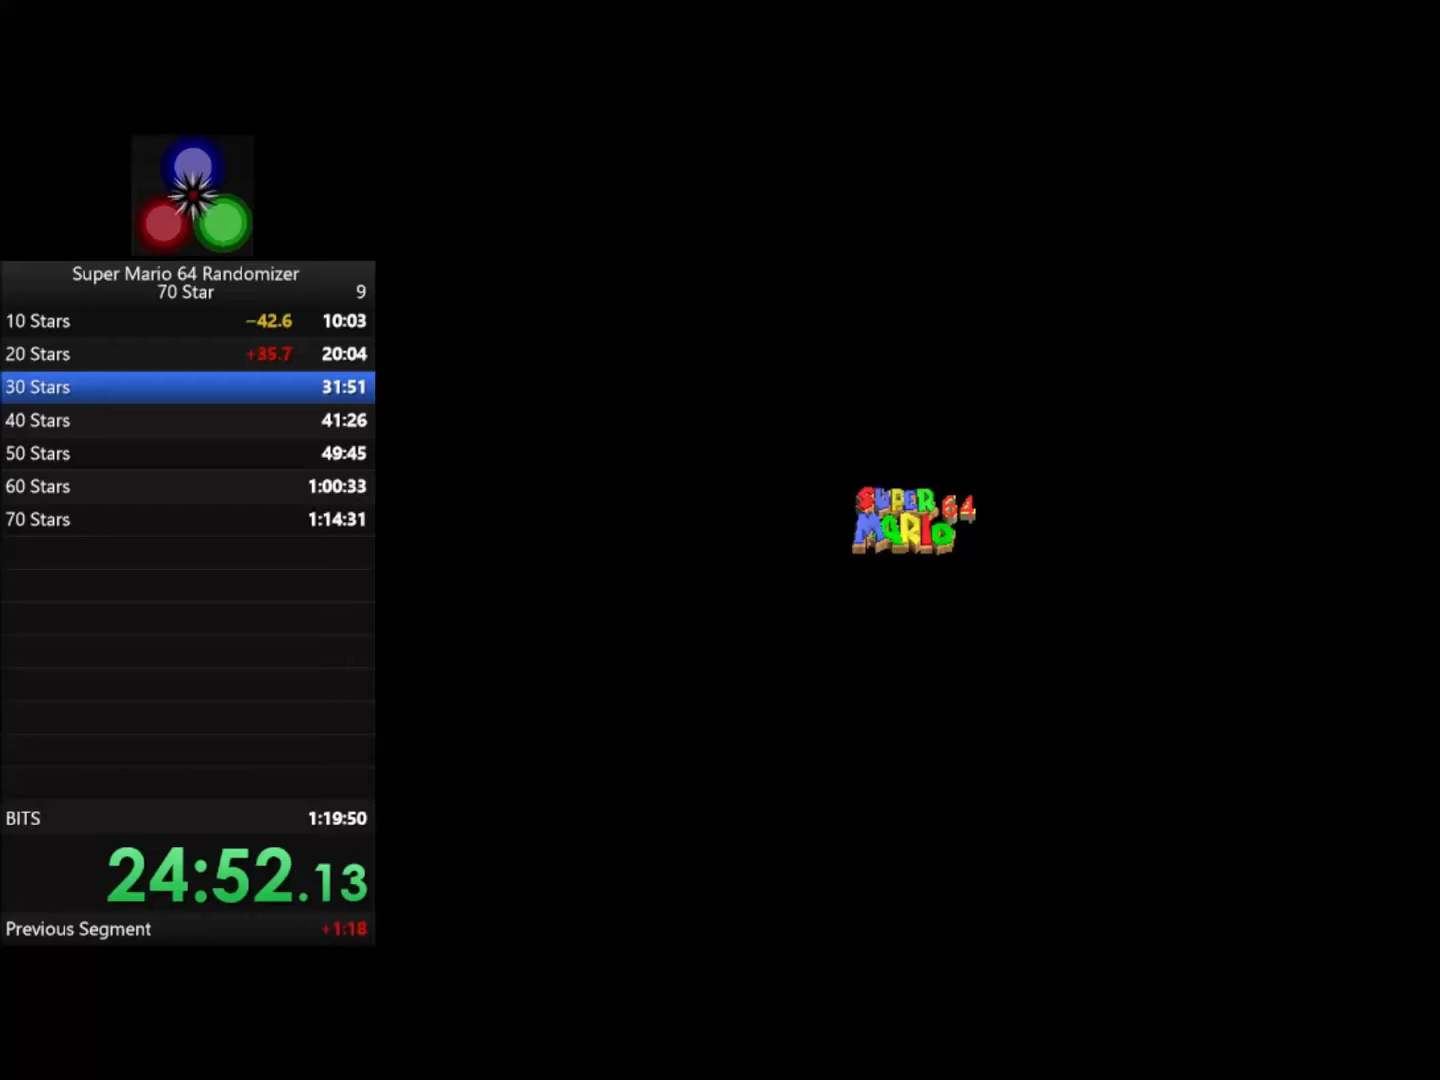 Super Mario 64 Randomizer
70 Star 9
10 Stars −42.6 10:03
20 Stars +35.7 20:04
30 Stars 31:51
40 Stars 41:26
50 Stars 49:45
60 Stars 1:00:33
70 Stars 1:14:31
SUPER 64
MARIO
BITS 1:19:50
24:52.13
Previous Segment +1:18